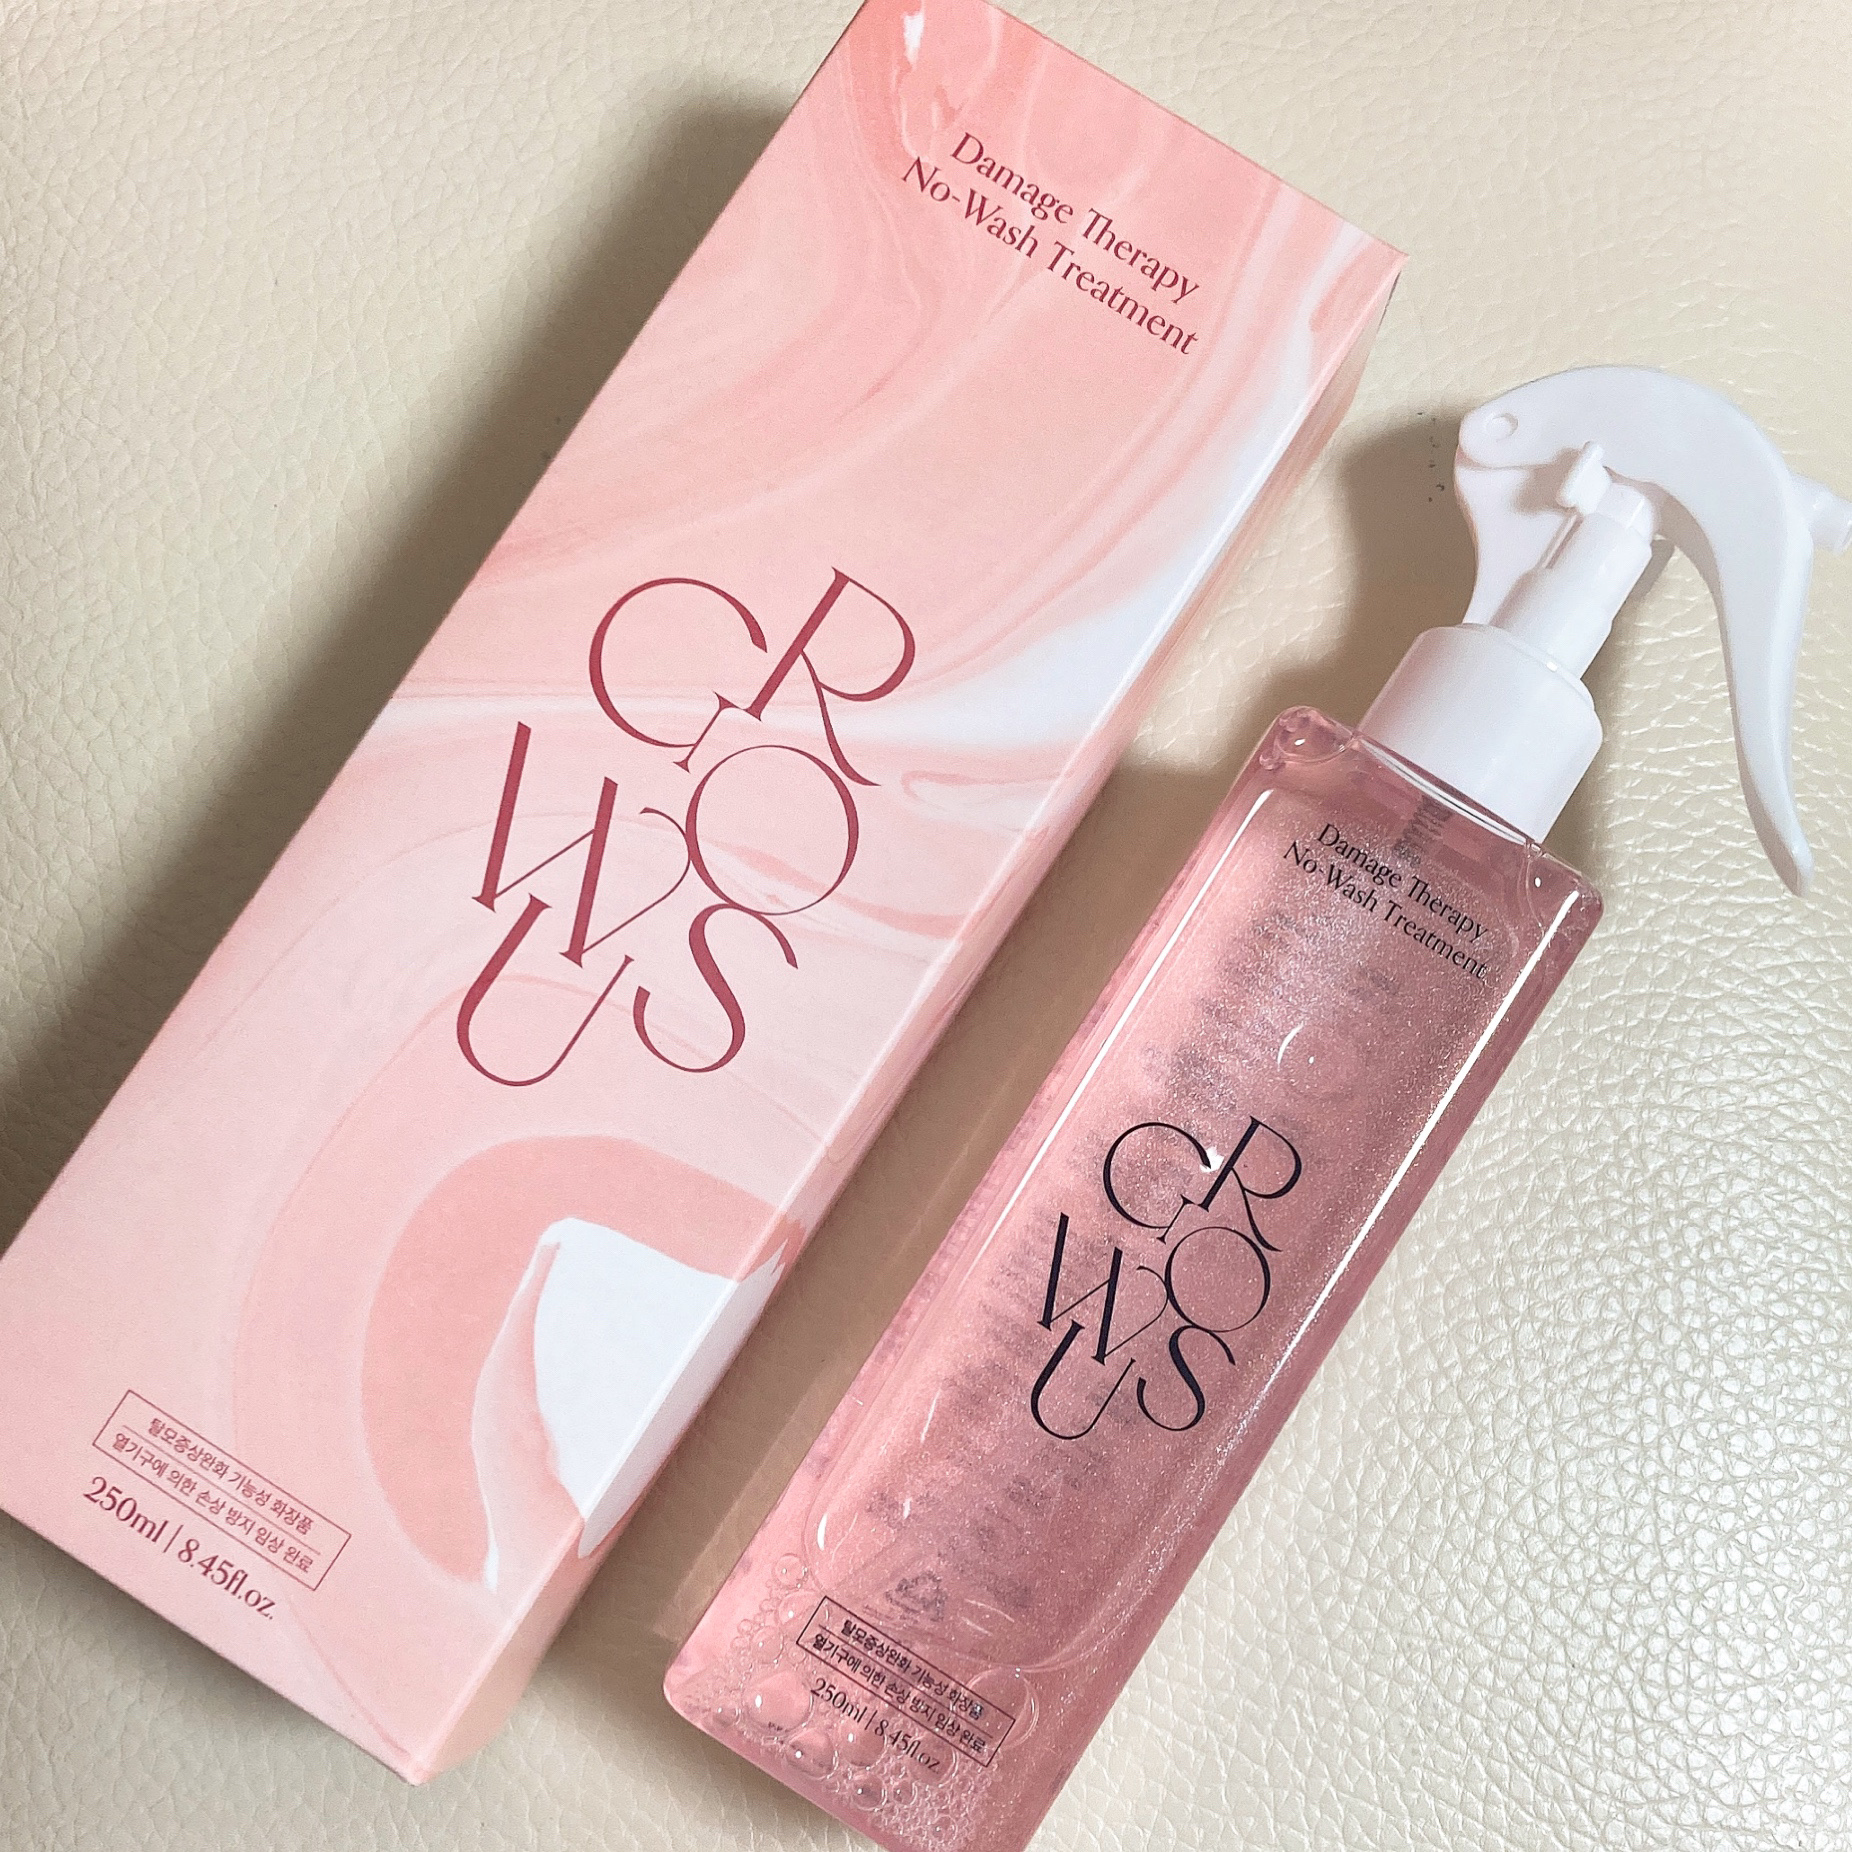 Damage Therapy
No-Wash Treatment
GR
OW
US
탈모증상완화 기능성 화장품
열기구에 의한 손상 방지 임상 완료
250ml | 8.45fl.oz.
Damage Therapy
No-Wash Treatment
GR
OW
US
탈모증상완화 기능성 화장품
열기구에 의한 손상 방지 임상 완료
250ml | 8.45fl.oz.